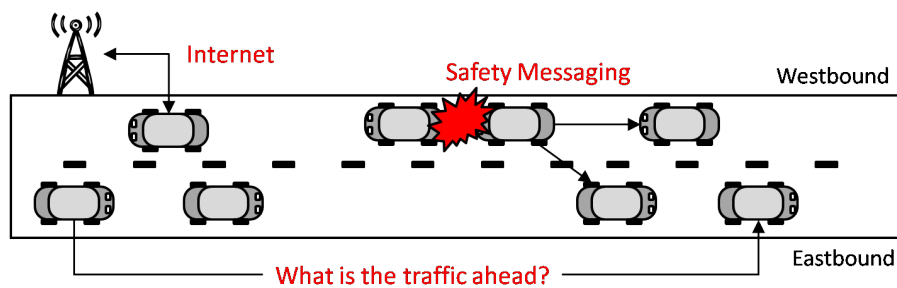 Internet
Safety Messaging
Westbound
Eastbound
What is the traffic ahead?